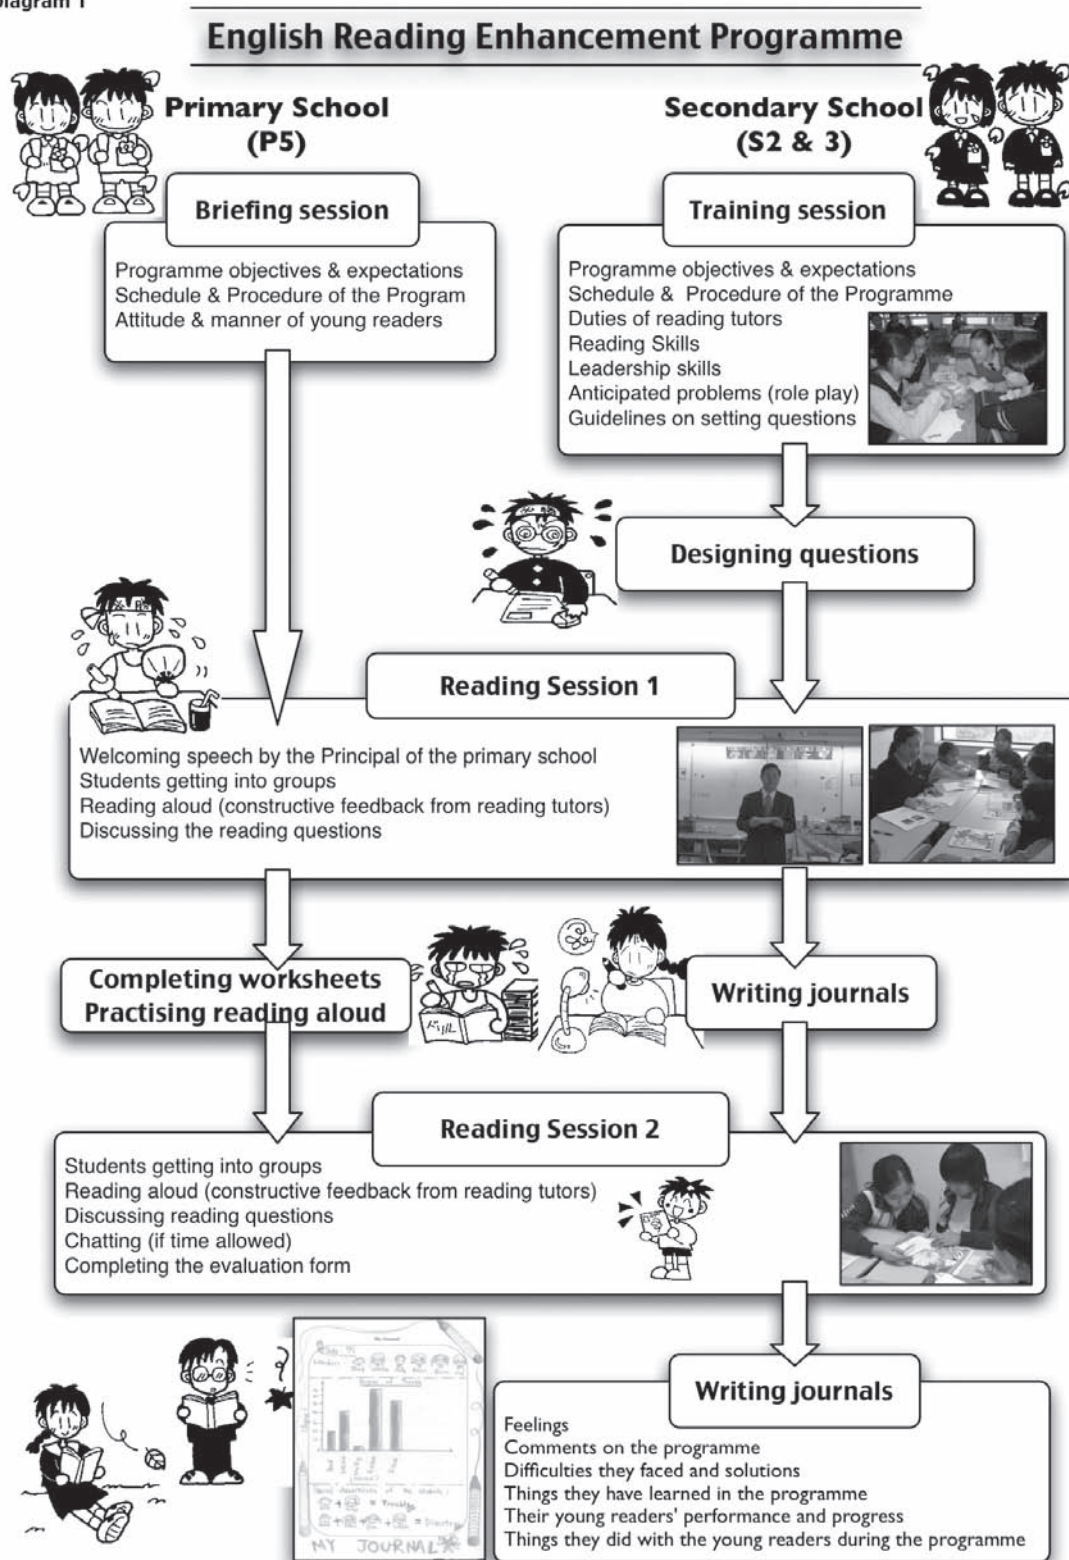 Diagram 1
English Reading Enhancement Programme
Primary School
(P5)
Secondary School
(S2 & 3)
Briefing session
Programme objectives & expectations
Schedule & Procedure of the Program
Attitude & manner of young readers
Training session
Programme objectives & expectations
Schedule & Procedure of the Programme
Duties of reading tutors
Reading Skills
Leadership skills
Anticipated problems (role play)
Guidelines on setting questions
Designing questions
Reading Session 1
Welcoming speech by the Principal of the primary school
Students getting into groups
Reading aloud (constructive feedback from reading tutors)
Discussing the reading questions
Completing worksheets
Practising reading aloud
Writing journals
Reading Session 2
Students getting into groups
Reading aloud (constructive feedback from reading tutors)
Discussing reading questions
Chatting (if time allowed)
Completing the evaluation form
MY JOURNAL
Writing journals
Feelings
Comments on the programme
Difficulties they faced and solutions
Things they have learned in the programme
Their young readers' performance and progress
Things they did with the young readers during the programme